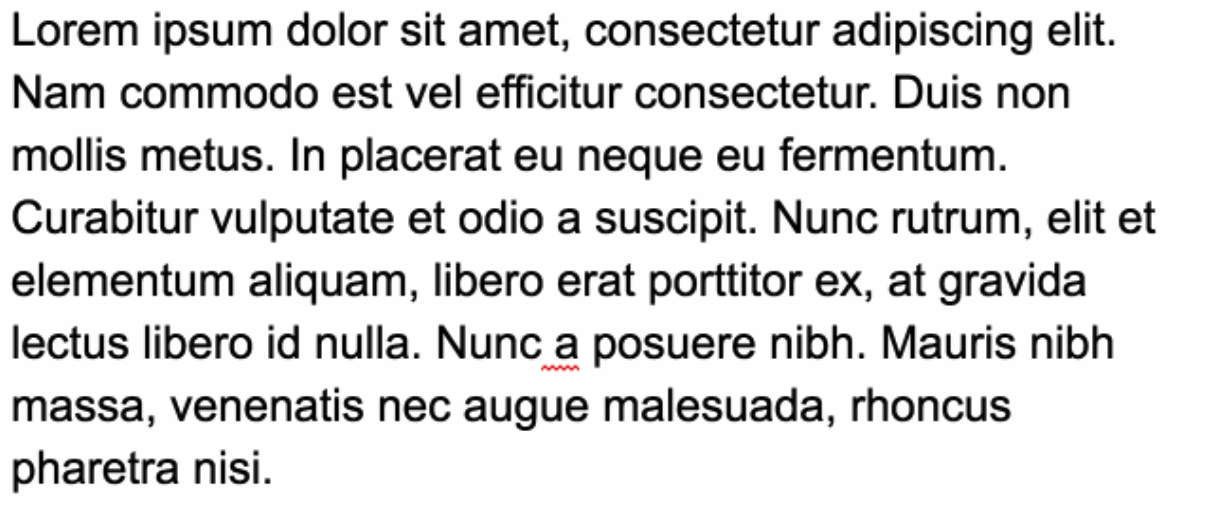 Lorem ipsum dolor sit amet, consectetur adipiscing elit.
Nam commodo est vel efficitur consectetur. Duis non
mollis metus. In placerat eu neque eu fermentum.
Curabitur vulputate et odio a suscipit. Nunc rutrum, elit et
elementum aliquam, libero erat porttitor ex, at gravida
lectus libero id nulla. Nunc a posuere nibh. Mauris nibh
massa, venenatis nec augue malesuada, rhoncus
pharetra nisi.